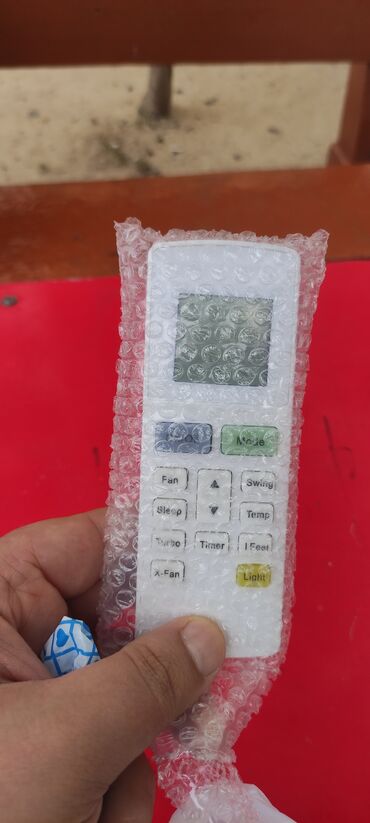 Mode
Fan
Swing
Sleep
Temp
Turbo
Timer
I Feel
X-Fan
Light